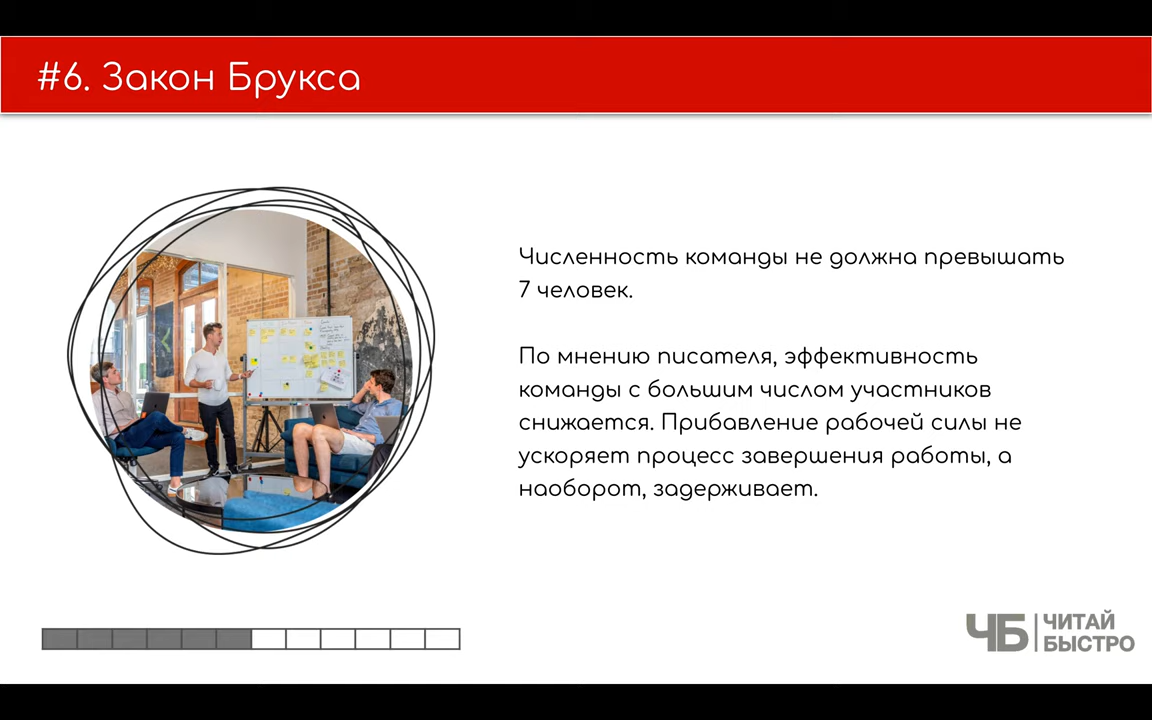 #6. Закон Брукса
Численность команды не должна превышать
7 человек.
По мнению писателя, эффективность
команды с большим числом участников
снижается. Прибавление рабочей силы не
ускоряет процесс завершения работы, а
наоборот, задерживает.
ЧБ
ЧИТАЙ
БЫСТРО